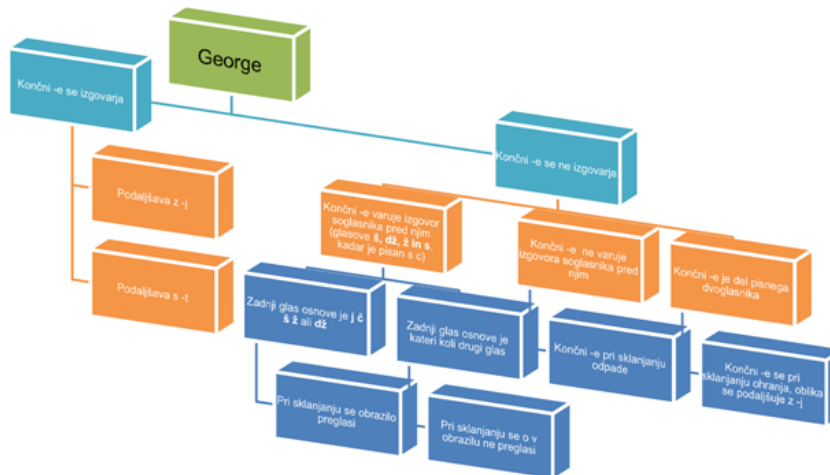 George
Končni -e se izgovarja
Končni -e se ne izgovarja
Podaljšava z -j
Podaljšava s -t
Končni -e varuje izgovor
soglasnika pred njim
(glasove š, dž, ž in s,
kadar je pisan s c)
Končni -e ne varuje
izgovora soglasnika pred
njim
Končni -e je del pisnega
dvoglasnika
Zadnji glas osnove je j č
š ž ali dž
Zadnji glas osnove je
kateri koli drugi glas
Končni -e pri sklanjanju
odpade
Končni -e se pri
sklanjanju ohranja, oblika
se podaljšuje z -j
Pri sklanjanju se obrazilo
preglasi
Pri sklanjanju se o v
obrazilu ne preglasi